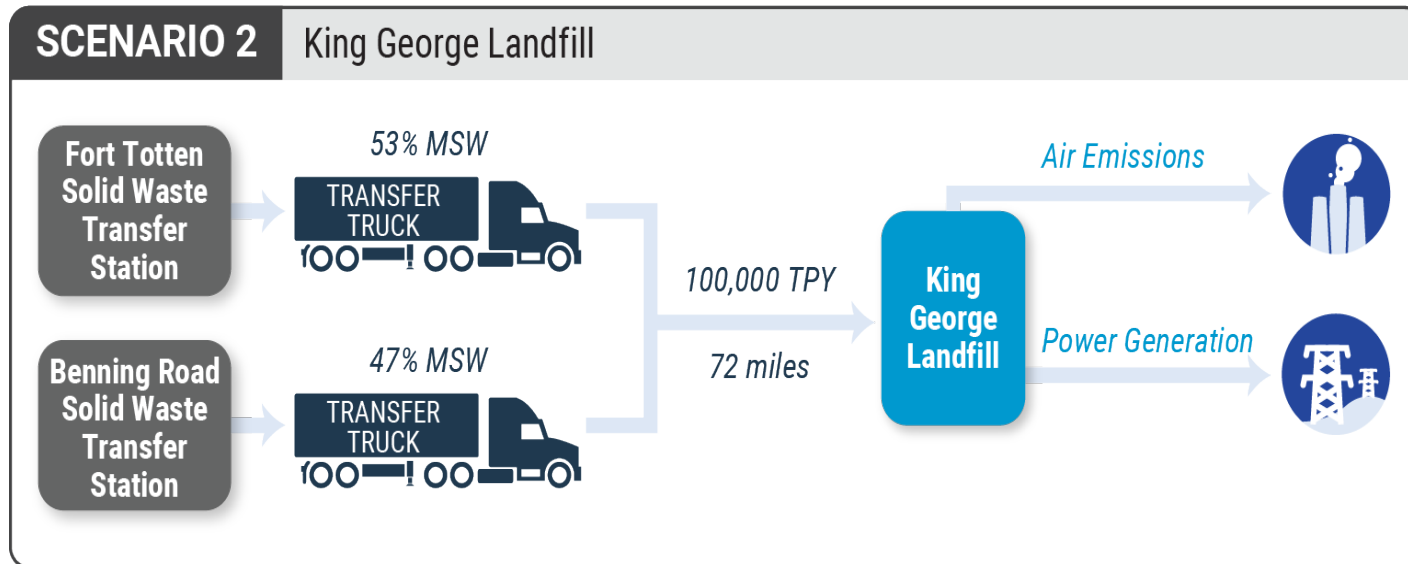 SCENARIO 2 King George Landfill
Fort Totten
Solid Waste
Transfer
Station
53% MSW
TRANSFER
TRUCK
Benning Road
Solid Waste
Transfer
Station
47% MSW
TRANSFER
TRUCK
100,000 TPY
72 miles
King
George
Landfill
Air Emissions
Power Generation